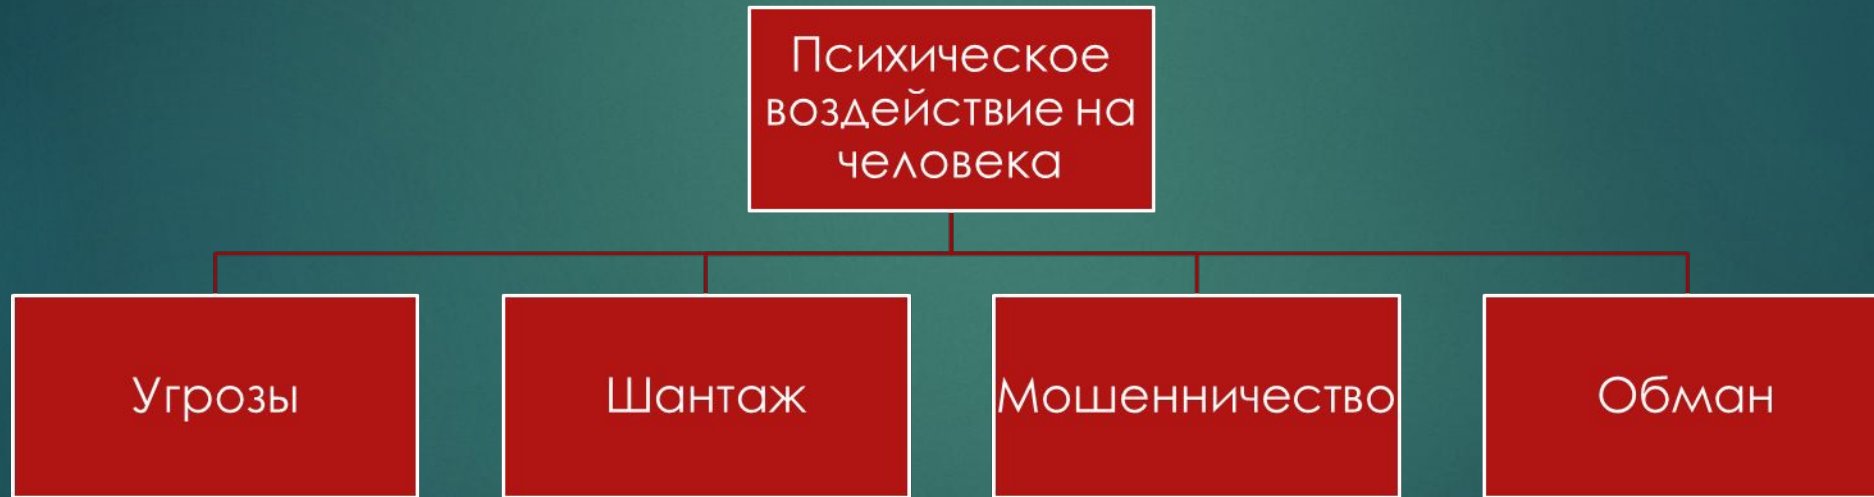 Психическое
воздействие на
человека
Угрозы
Шантаж
Мошенничество
Обман